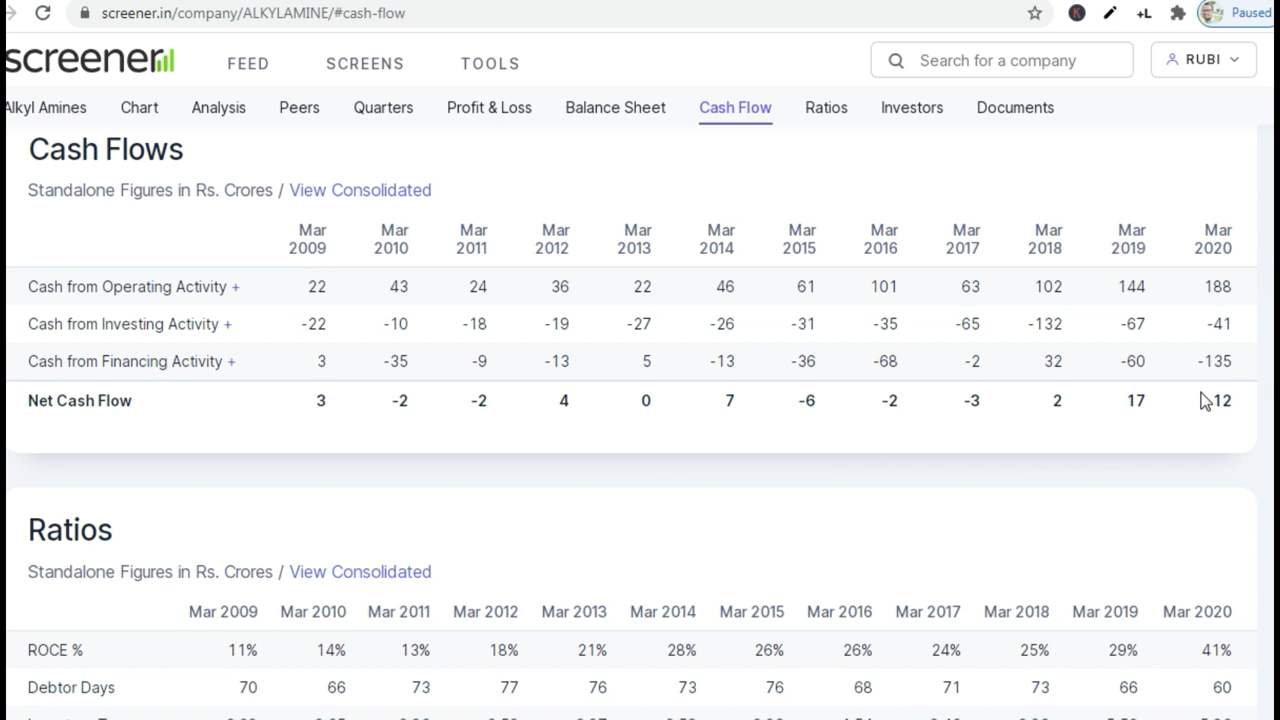 screener.in/company/ALKYLAMINE/#cash-flow
K +L Paused
screener FEED SCREENS TOOLS Search for a company RUBI
Alkyl Amines Chart Analysis Peers Quarters Profit & Loss Balance Sheet Cash Flow Ratios Investors Documents
Cash Flows
Standalone Figures in Rs. Crores / View Consolidated
Mar Mar Mar Mar Mar Mar Mar Mar Mar Mar Mar Mar
2009 2010 2011 2012 2013 2014 2015 2016 2017 2018 2019 2020
Cash from Operating Activity + 22 43 24 36 22 46 61 101 63 102 144 188
Cash from Investing Activity + -22 -10 -18 -19 -27 -26 -31 -35 -65 -132 -67 -41
Cash from Financing Activity + 3 -35 -9 -13 5 -13 -36 -68 -2 32 -60 -135
Net Cash Flow 3 -2 -2 4 0 7 -6 -2 -3 2 17 12
Ratios
Standalone Figures in Rs. Crores / View Consolidated
Mar 2009 Mar 2010 Mar 2011 Mar 2012 Mar 2013 Mar 2014 Mar 2015 Mar 2016 Mar 2017 Mar 2018 Mar 2019 Mar 2020
ROCE % 11% 14% 13% 18% 21% 28% 26% 26% 24% 25% 29% 41%
Debtor Days 70 66 73 77 76 73 76 68 71 73 66 60